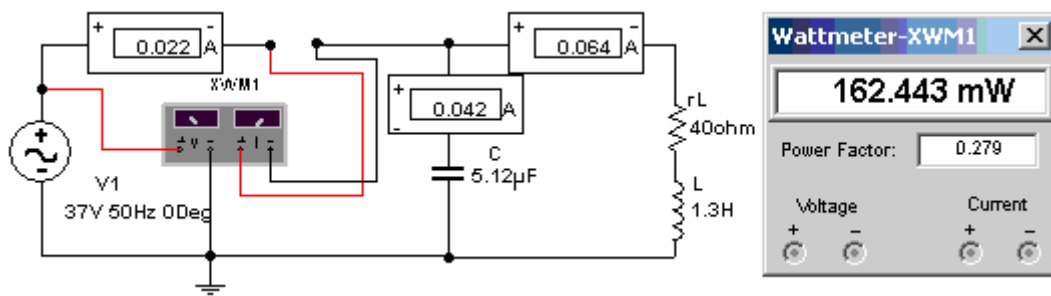 + 0.022 - A
XWM1
+ V - + I -
+
-
V1
37V 50Hz 0Deg
+ 0.064 - A
+ 0.042 A
-
C
5.12µF
rL
40ohm
L
1.3H
Wattmeter-XWM1
162.443 mW
Power Factor: 0.279
Voltage Current
+ - + -